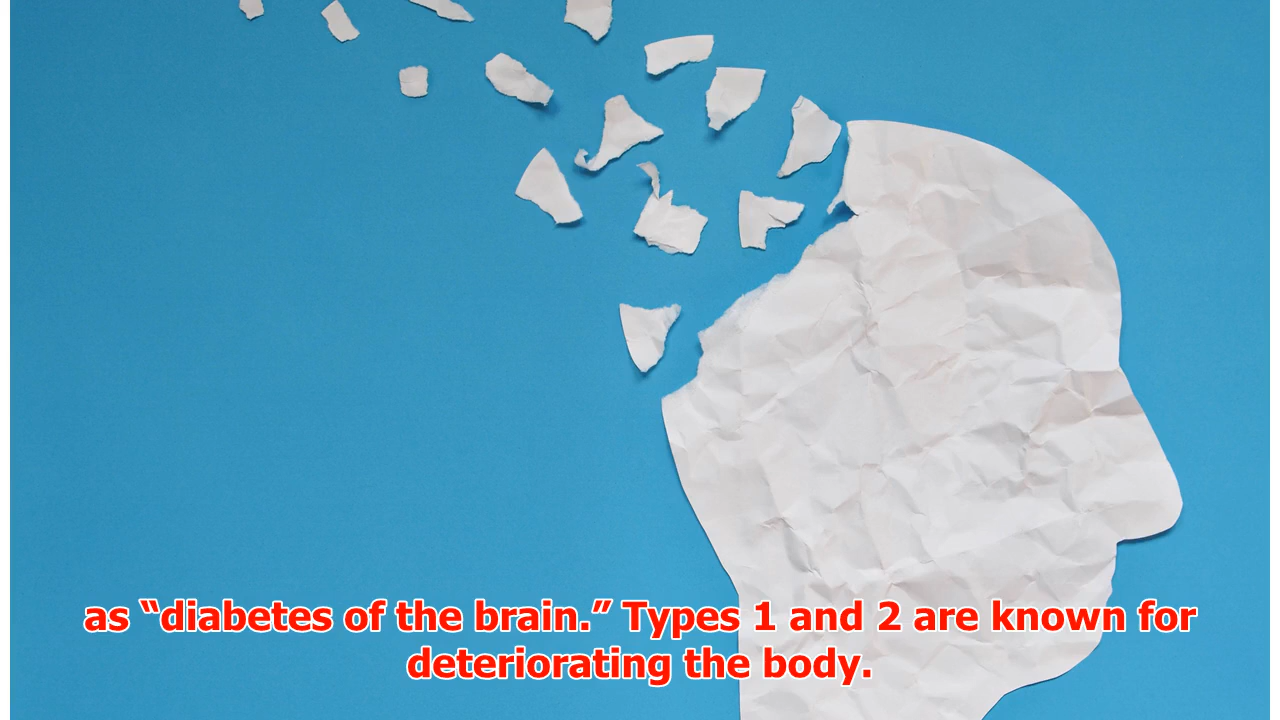 as “diabetes of the brain.” Types 1 and 2 are known for
deteriorating the body.